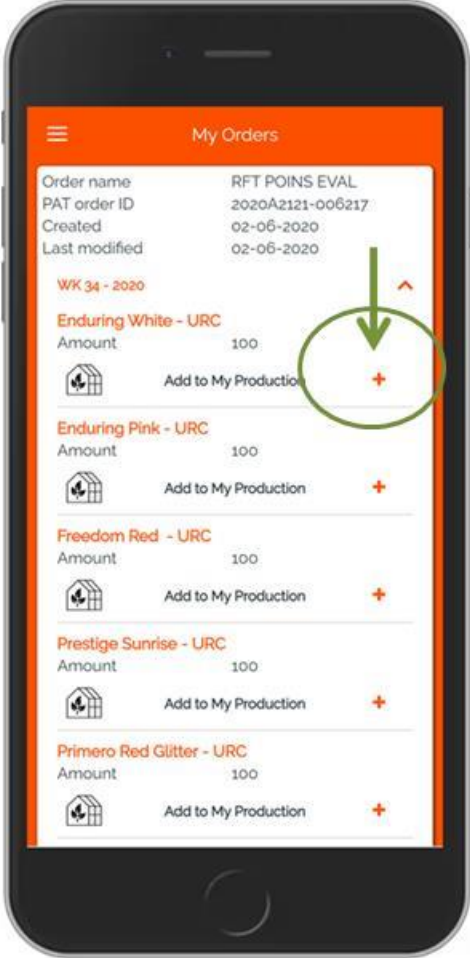 My Orders
Order name RFT POINS EVAL
PAT order ID 2020A2121-006217
Created 02-06-2020
Last modified 02-06-2020
WK 34 - 2020
Enduring White - URC
Amount 100
Add to My Production +
Enduring Pink - URC
Amount 100
Add to My Production +
Freedom Red - URC
Amount 100
Add to My Production +
Prestige Sunrise - URC
Amount 100
Add to My Production +
Primero Red Glitter - URC
Amount 100
Add to My Production +